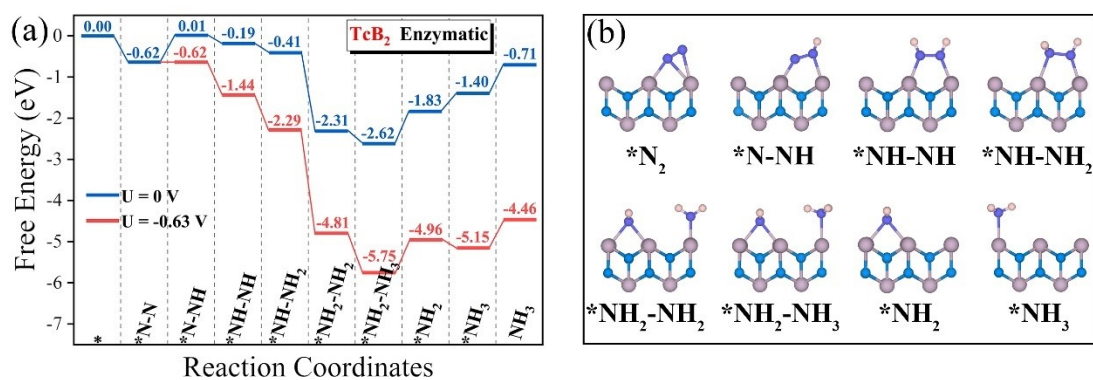 (a)
TcB2 Enzymatic
Free Energy (eV)
0
-1
-2
-3
-4
-5
-6
-7
0.00
-0.62
0.01
-0.19
-0.41
-2.31
-2.62
-1.83
-1.40
-0.71
-0.62
-1.44
-2.29
-4.81
-5.75
-4.96
-5.15
-4.46
U = 0 V
U = -0.63 V
*
*N-N
*N-NH
*NH-NH
*NH-NH2
*NH2-NH2
*NH2-NH3
*NH2
*NH3
NH3
Reaction Coordinates
(b)
*N2 *N-NH *NH-NH *NH-NH2
*NH2-NH2 *NH2-NH3 *NH2 *NH3